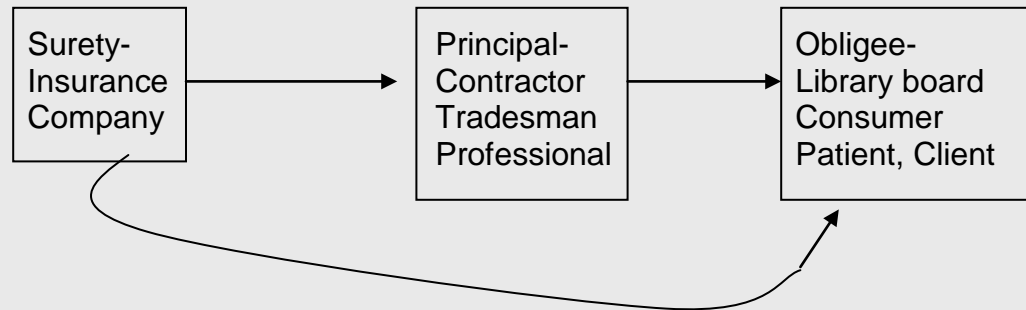 Surety-
Insurance
Company
Principal-
Contractor
Tradesman
Professional
Obligee-
Library board
Consumer
Patient, Client